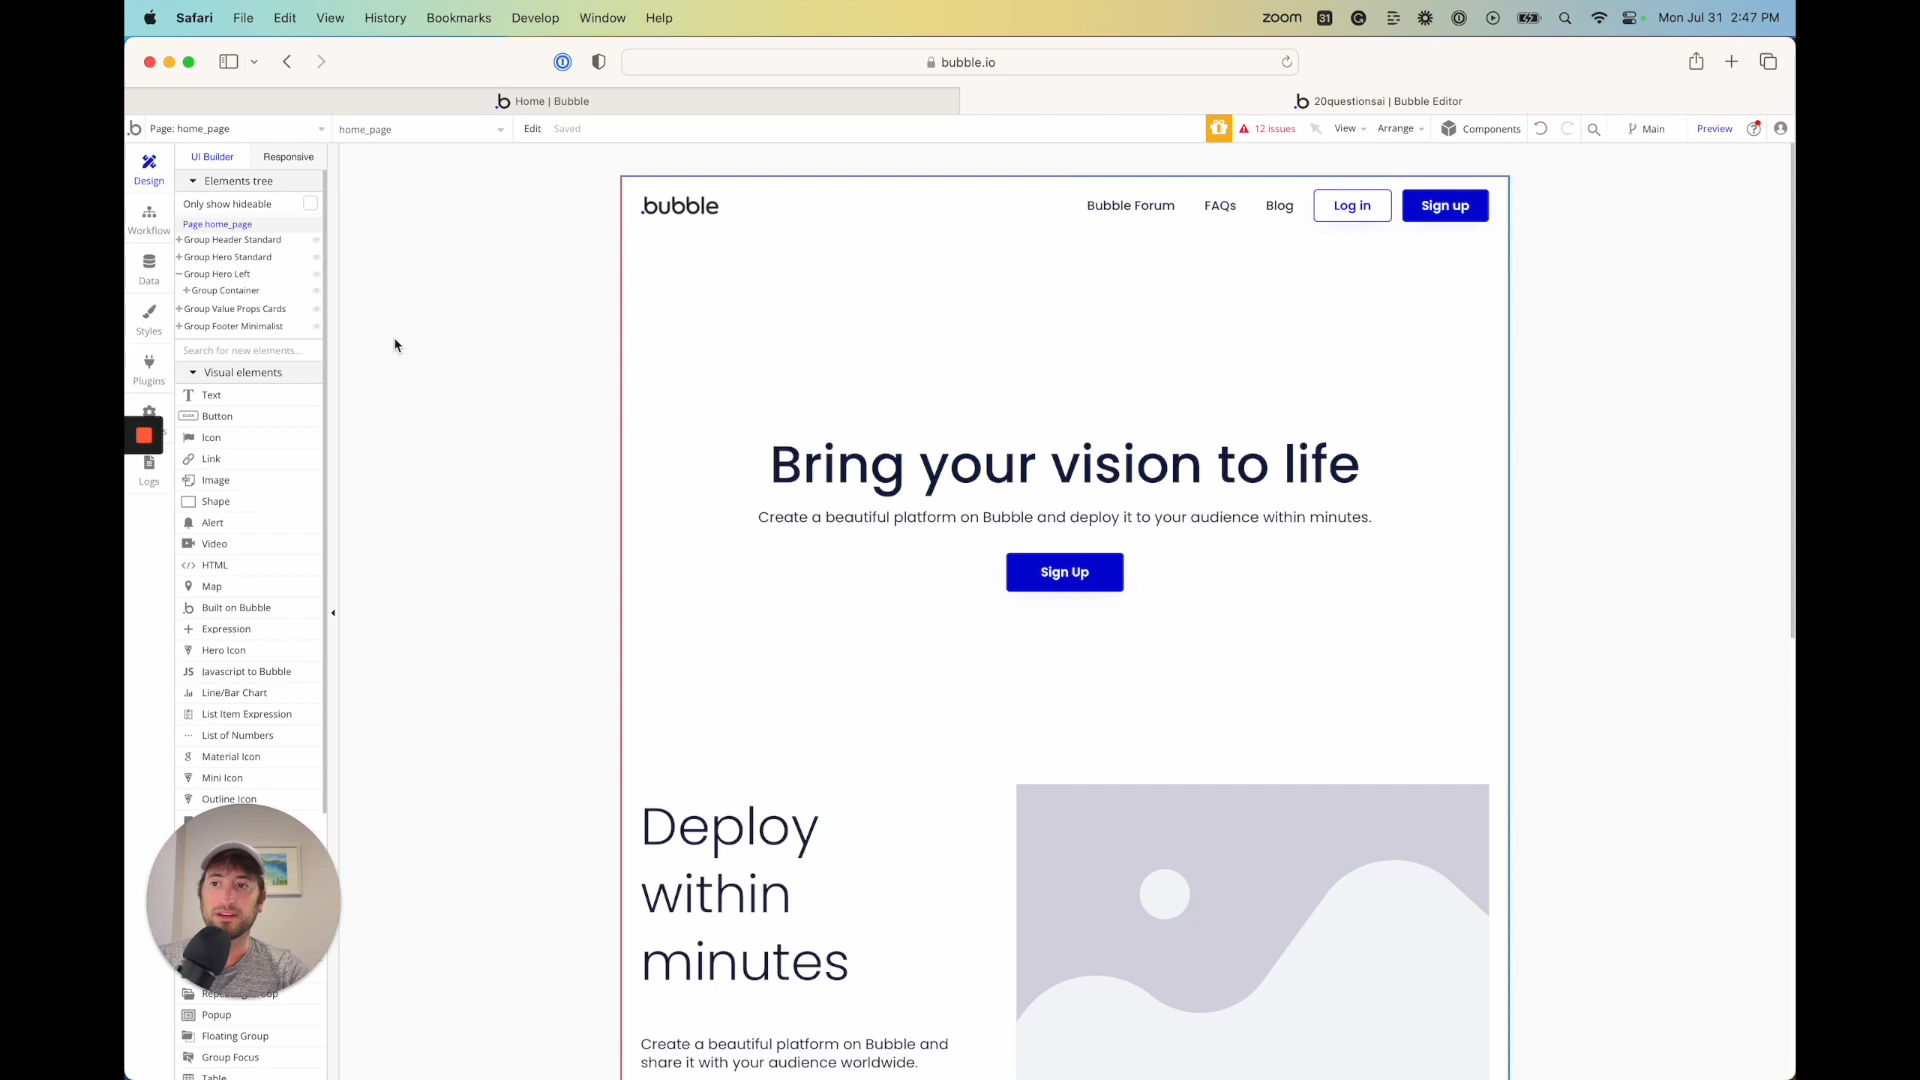 Safari File Edit View History Bookmarks Develop Window Help
zoom 31 Mon Jul 31 2:47 PM
bubble.io
Home | Bubble
20questionsai | Bubble Editor
Page: home_page
home_page
Edit Saved
12 issues
View
Arrange
Components
Main
Preview
Design
Workflow
Data
Styles
Plugins
Logs
UI Builder
Responsive
Elements tree
Only show hideable
Page home_page
Group Header Standard
Group Hero Standard
Group Hero Left
Group Container
Group Value Props Cards
Group Footer Minimalist
Search for new elements...
Visual elements
Text
Button
Icon
Link
Image
Shape
Alert
Video
HTML
Map
Built on Bubble
Expression
Hero Icon
JS Javascript to Bubble
Line/Bar Chart
List Item Expression
List of Numbers
Material Icon
Mini Icon
Outline Icon
Popup
Floating Group
Group Focus
Table
.bubble
Bubble Forum FAQs Blog Log in Sign up
Bring your vision to life
Create a beautiful platform on Bubble and deploy it to your audience within minutes.
Sign Up
Deploy
within
minutes
Create a beautiful platform on Bubble and
share it with your audience worldwide.